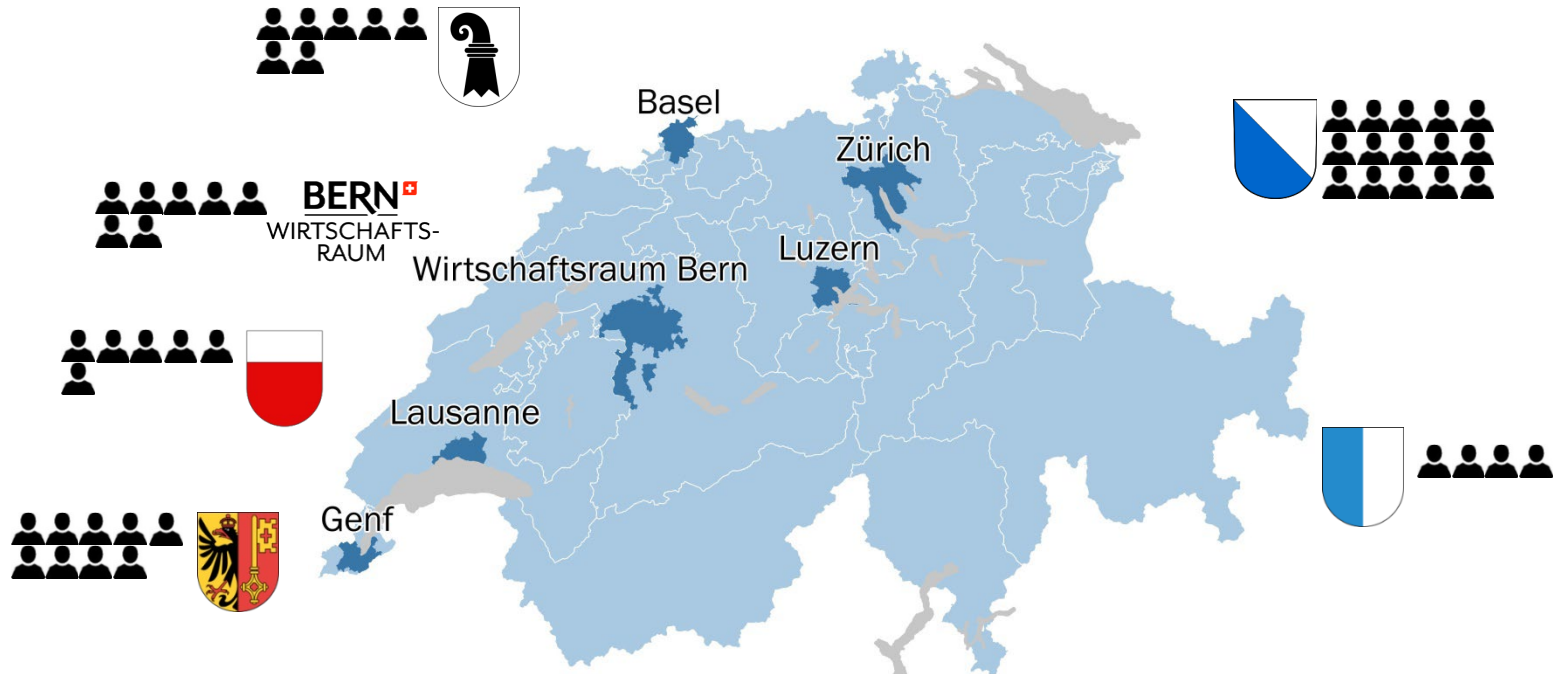 Basel
Zürich
BERN
WIRTSCHAFTS-
RAUM
Luzern
Wirtschaftsraum Bern
Lausanne
Genf